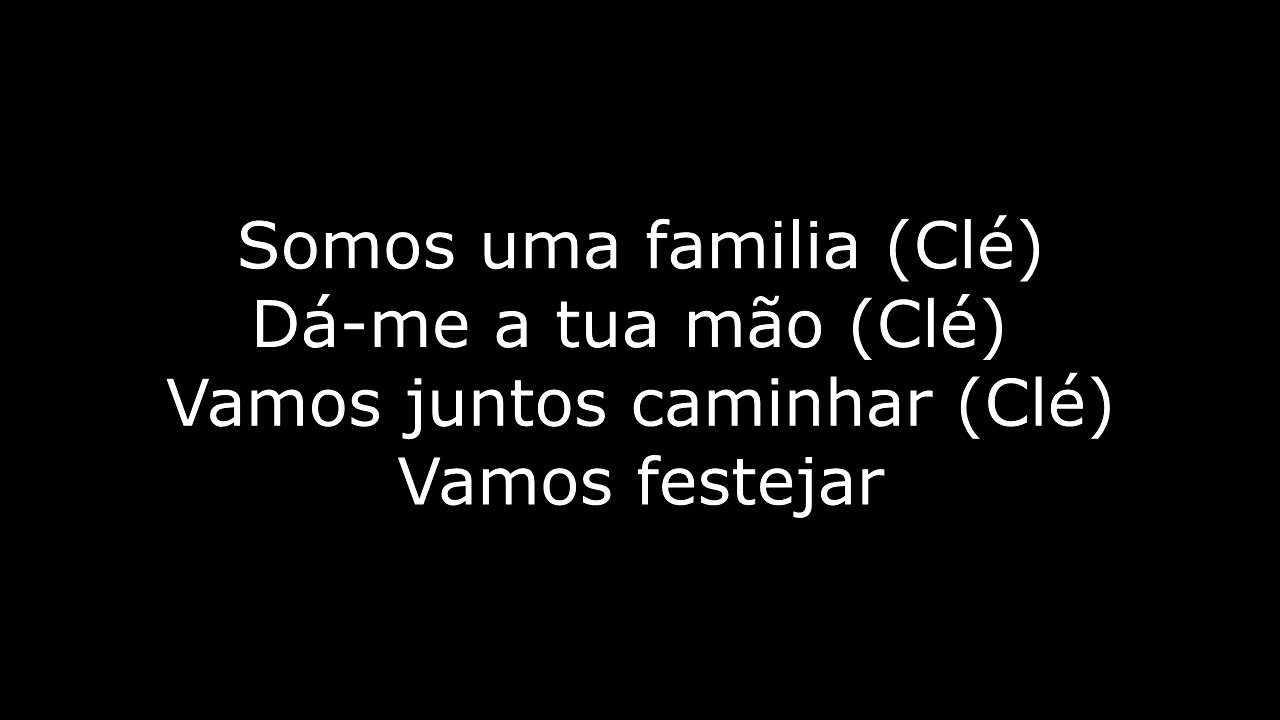 Somos uma familia (Clé)
Dá-me a tua mão (Clé)
Vamos juntos caminhar (Clé)
Vamos festejar